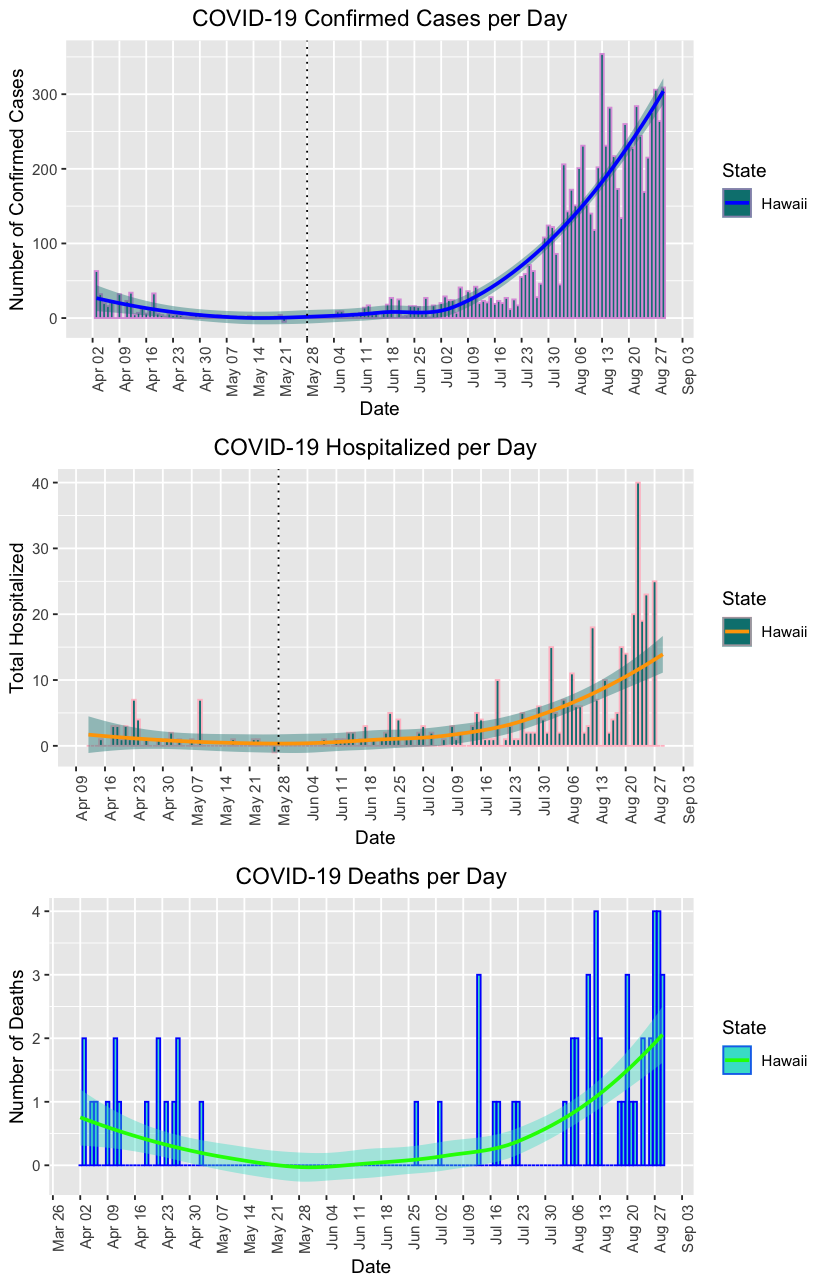 COVID-19 Confirmed Cases per Day
Number of Confirmed Cases
300
200
100
0
Apr 02
Apr 09
Apr 16
Apr 23
Apr 30
May 07
May 14
May 21
May 28
Jun 04
Jun 11
Jun 18
Jun 25
Jul 02
Jul 09
Jul 16
Jul 23
Jul 30
Aug 06
Aug 13
Aug 20
Aug 27
Sep 03
Date
State
Hawaii
COVID-19 Hospitalized per Day
Total Hospitalized
40
30
20
10
0
Apr 09
Apr 16
Apr 23
Apr 30
May 07
May 14
May 21
May 28
Jun 04
Jun 11
Jun 18
Jun 25
Jul 02
Jul 09
Jul 16
Jul 23
Jul 30
Aug 06
Aug 13
Aug 20
Aug 27
Sep 03
Date
State
Hawaii
COVID-19 Deaths per Day
Number of Deaths
4
3
2
1
0
Mar 26
Apr 02
Apr 09
Apr 16
Apr 23
Apr 30
May 07
May 14
May 21
May 28
Jun 04
Jun 11
Jun 18
Jun 25
Jul 02
Jul 09
Jul 16
Jul 23
Jul 30
Aug 06
Aug 13
Aug 20
Aug 27
Sep 03
Date
State
Hawaii